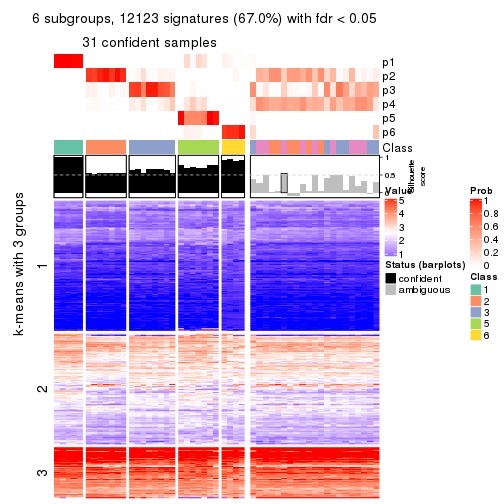 6 subgroups, 12123 signatures (67.0%) with fdr < 0.05
31 confident samples
p1
p2
p3
p4
p5
p6
Class
1
0.5
0
Silhouette
score
k-means with 3 groups
1
2
3
Value
5
4
3
2
1
Status (barplots)
confident
ambiguous
Prob
1
0.8
0.6
0.4
0.2
0
Class
1
2
3
4
5
6